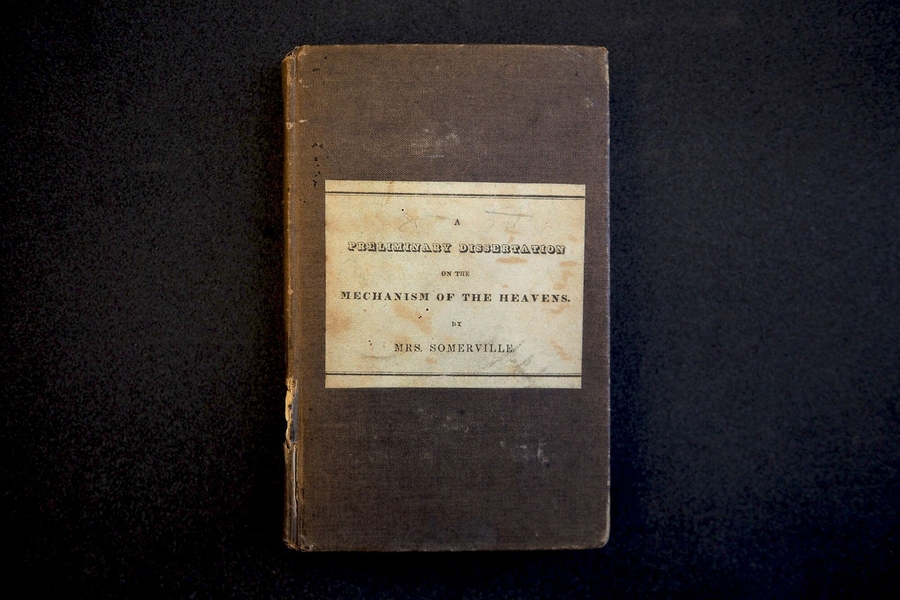 A
PRELIMINARY DISSERTATION
ON THE
MECHANISM OF THE HEAVENS.
BY
MRS. SOMERVILLE.